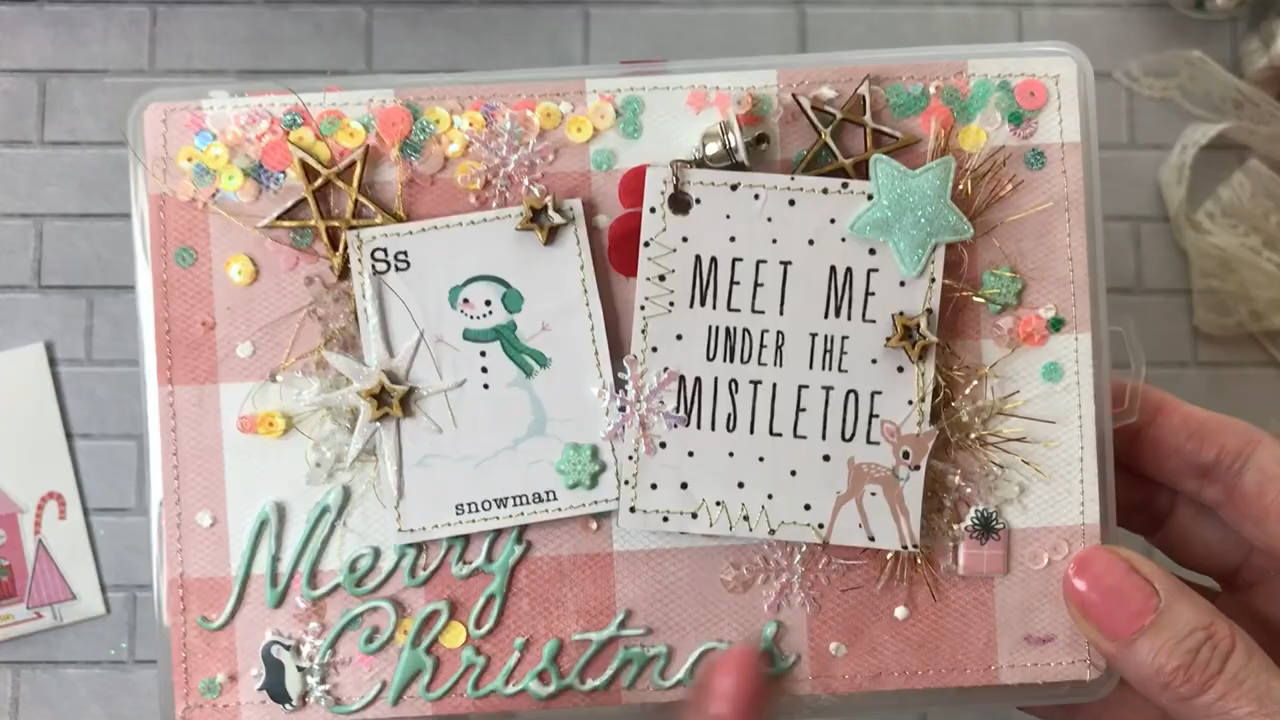 Ss
snowman
MEET ME
UNDER THE
MISTLETOE
Merry
Christmas